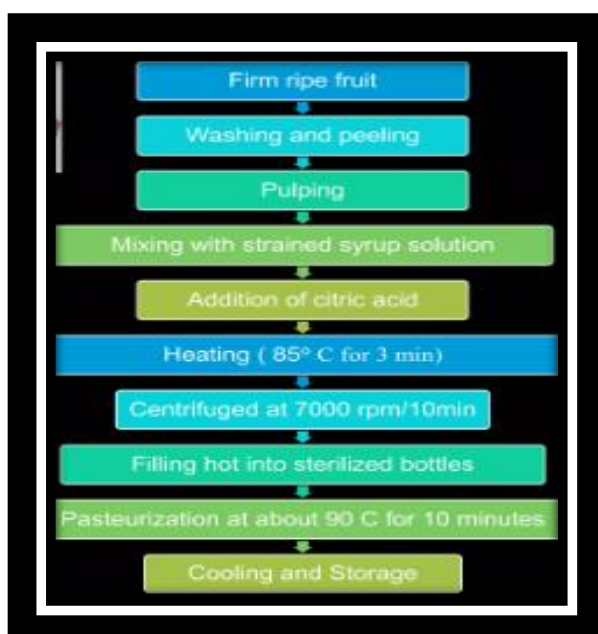 Firm ripe fruit
Washing and peeling
Pulping
Mixing with strained syrup solution
Addition of citric acid
Heating ( 85° C for 3 min)
Centrifuged at 7000 rpm/10min
Filling hot into sterilized bottles
Pasteurization at about 90 C for 10 minutes
Cooling and Storage